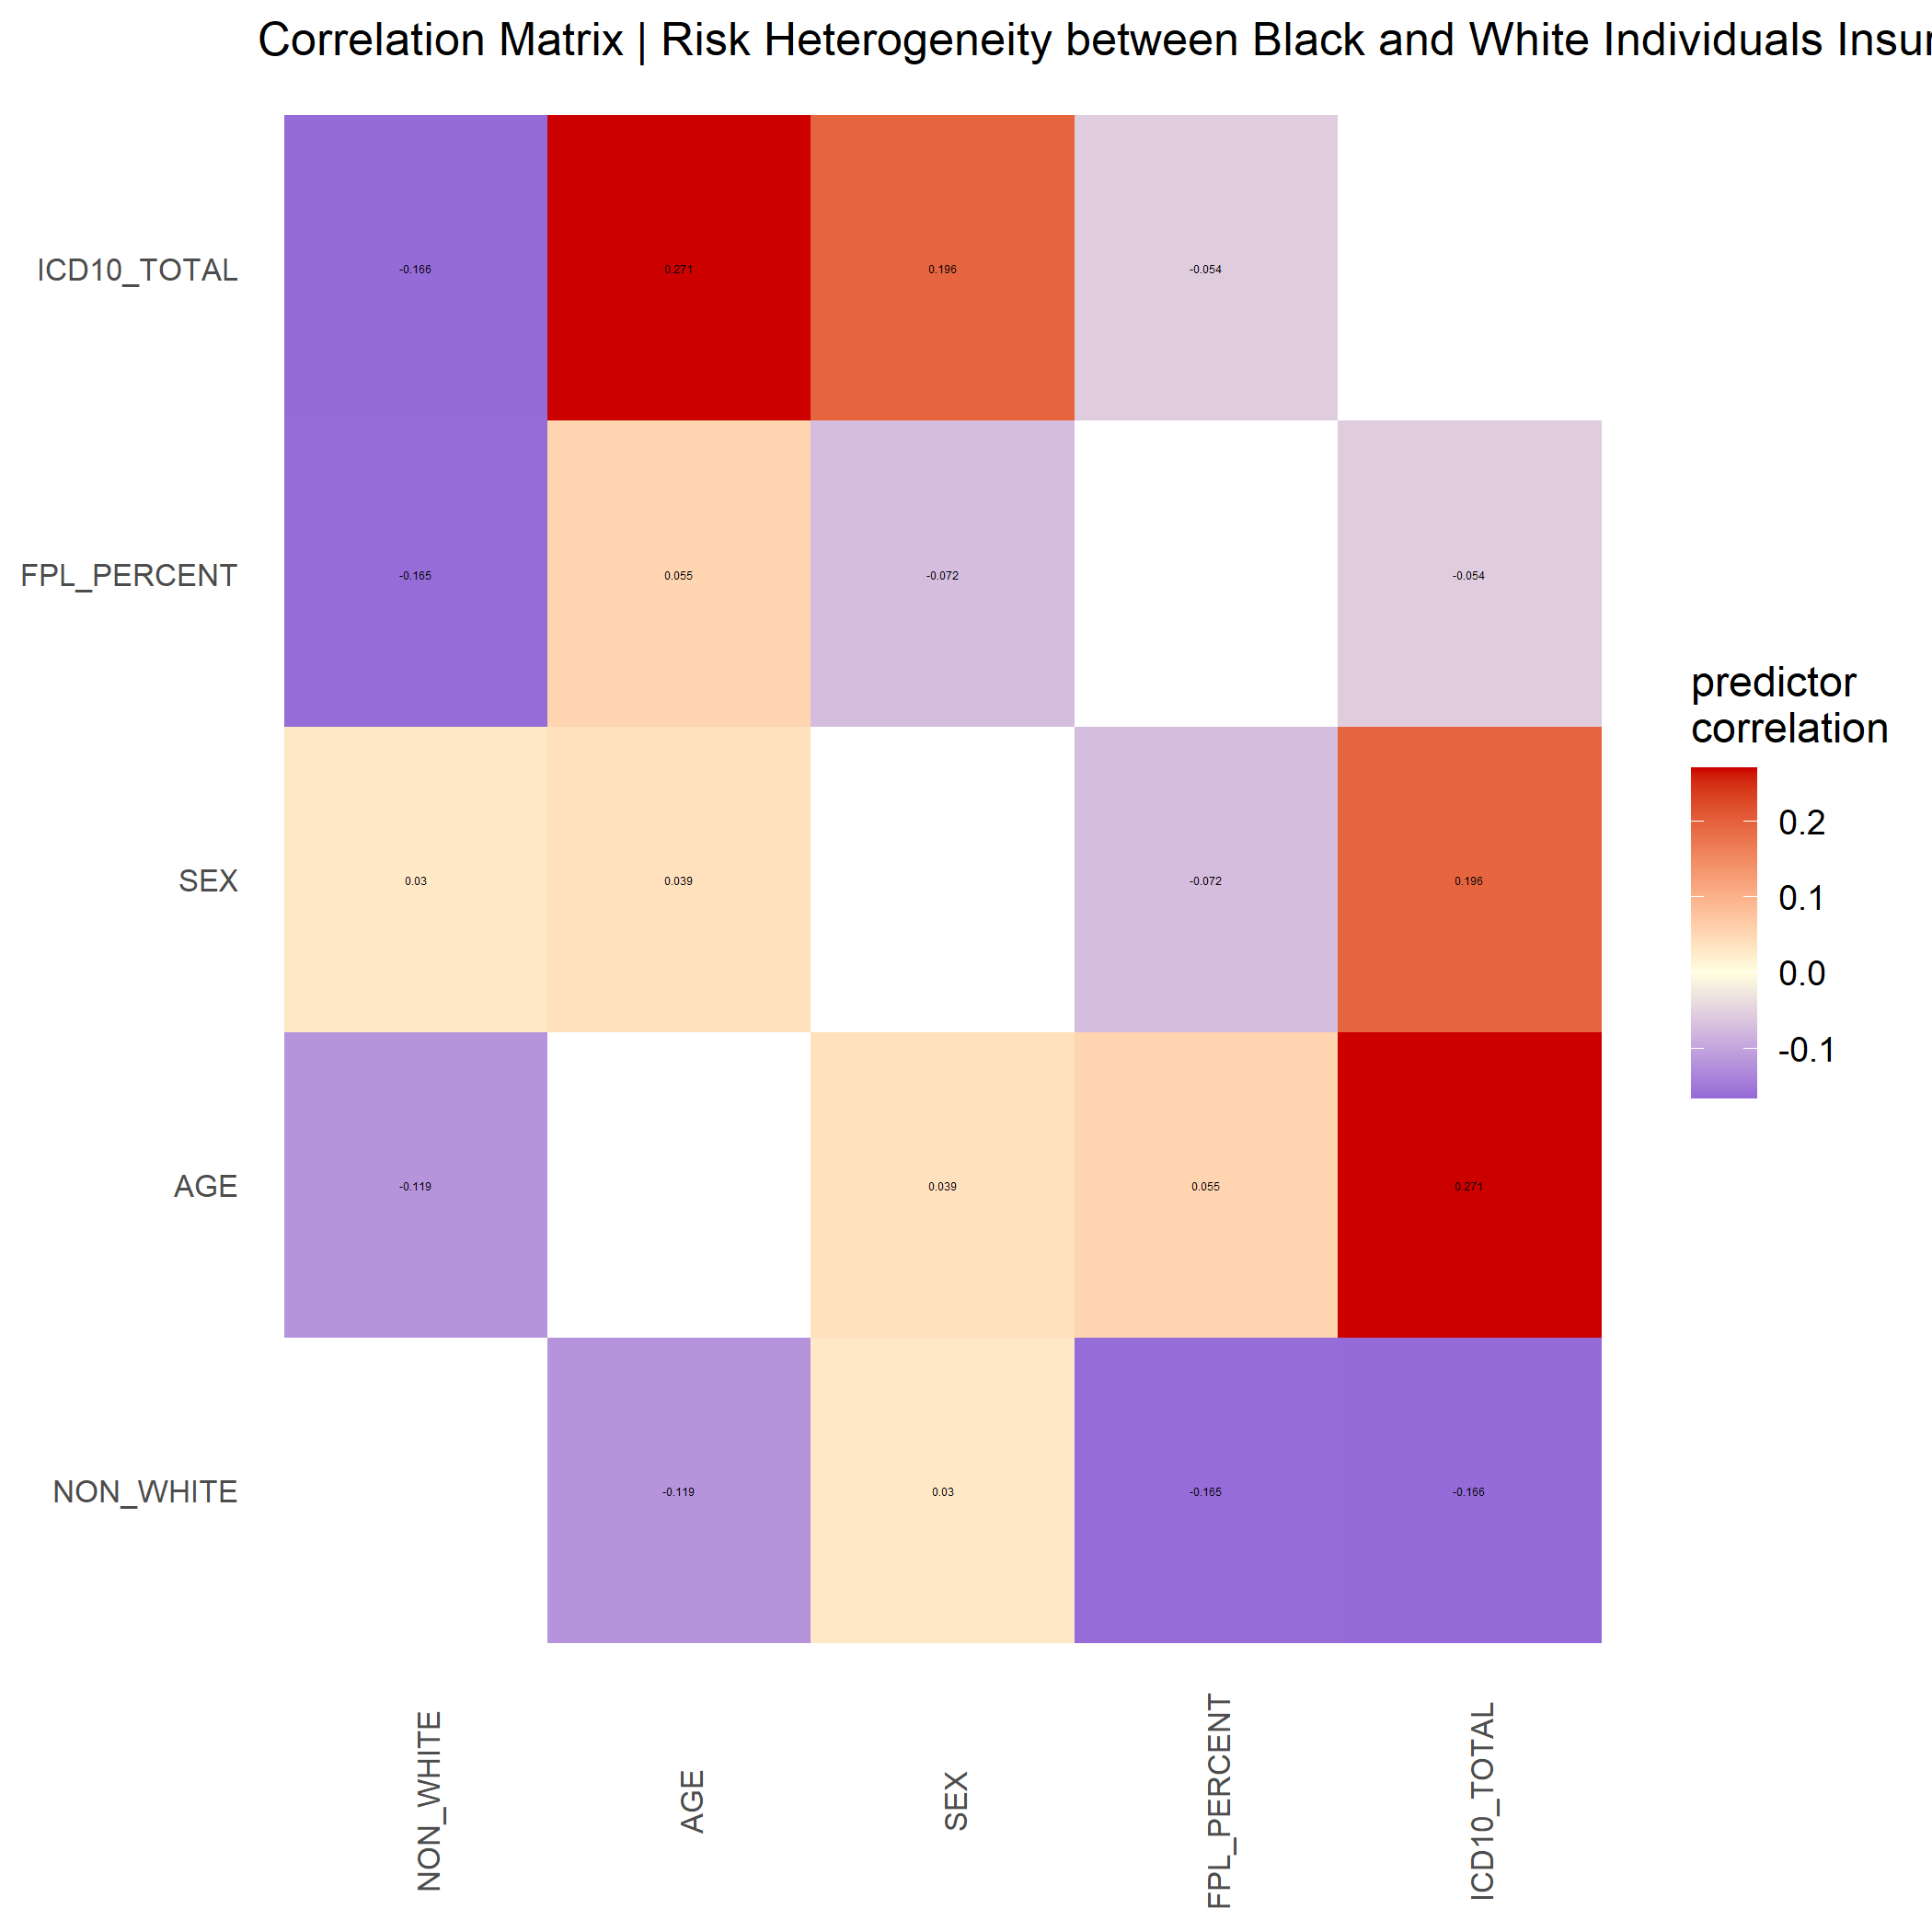 Correlation Matrix | Risk Heterogeneity between Black and White Individuals Insur
ICD10_TOTAL
-0.166
0.271
0.196
-0.054
FPL_PERCENT
-0.165
0.055
-0.072
-0.054
SEX
0.03
0.039
-0.072
0.196
AGE
-0.119
0.039
0.055
0.271
NON_WHITE
-0.119
0.03
-0.165
-0.166
NON_WHITE
AGE
SEX
FPL_PERCENT
ICD10_TOTAL
predictor
correlation
0.2
0.1
0.0
-0.1